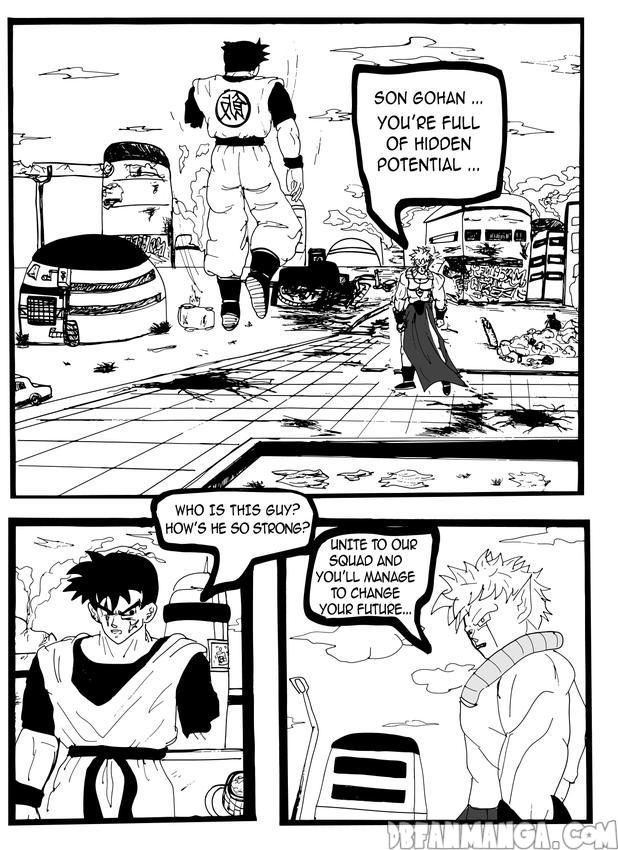 飯
SON GOHAN ...
YOU'RE FULL
OF HIDDEN
POTENTIAL ...
WHO IS THIS GUY?
HOW'S HE SO STRONG?
UNITE TO OUR
SQUAD AND
YOU'LL MANAGE
TO CHANGE
YOUR FUTURE...
DBFANMANGA.COM